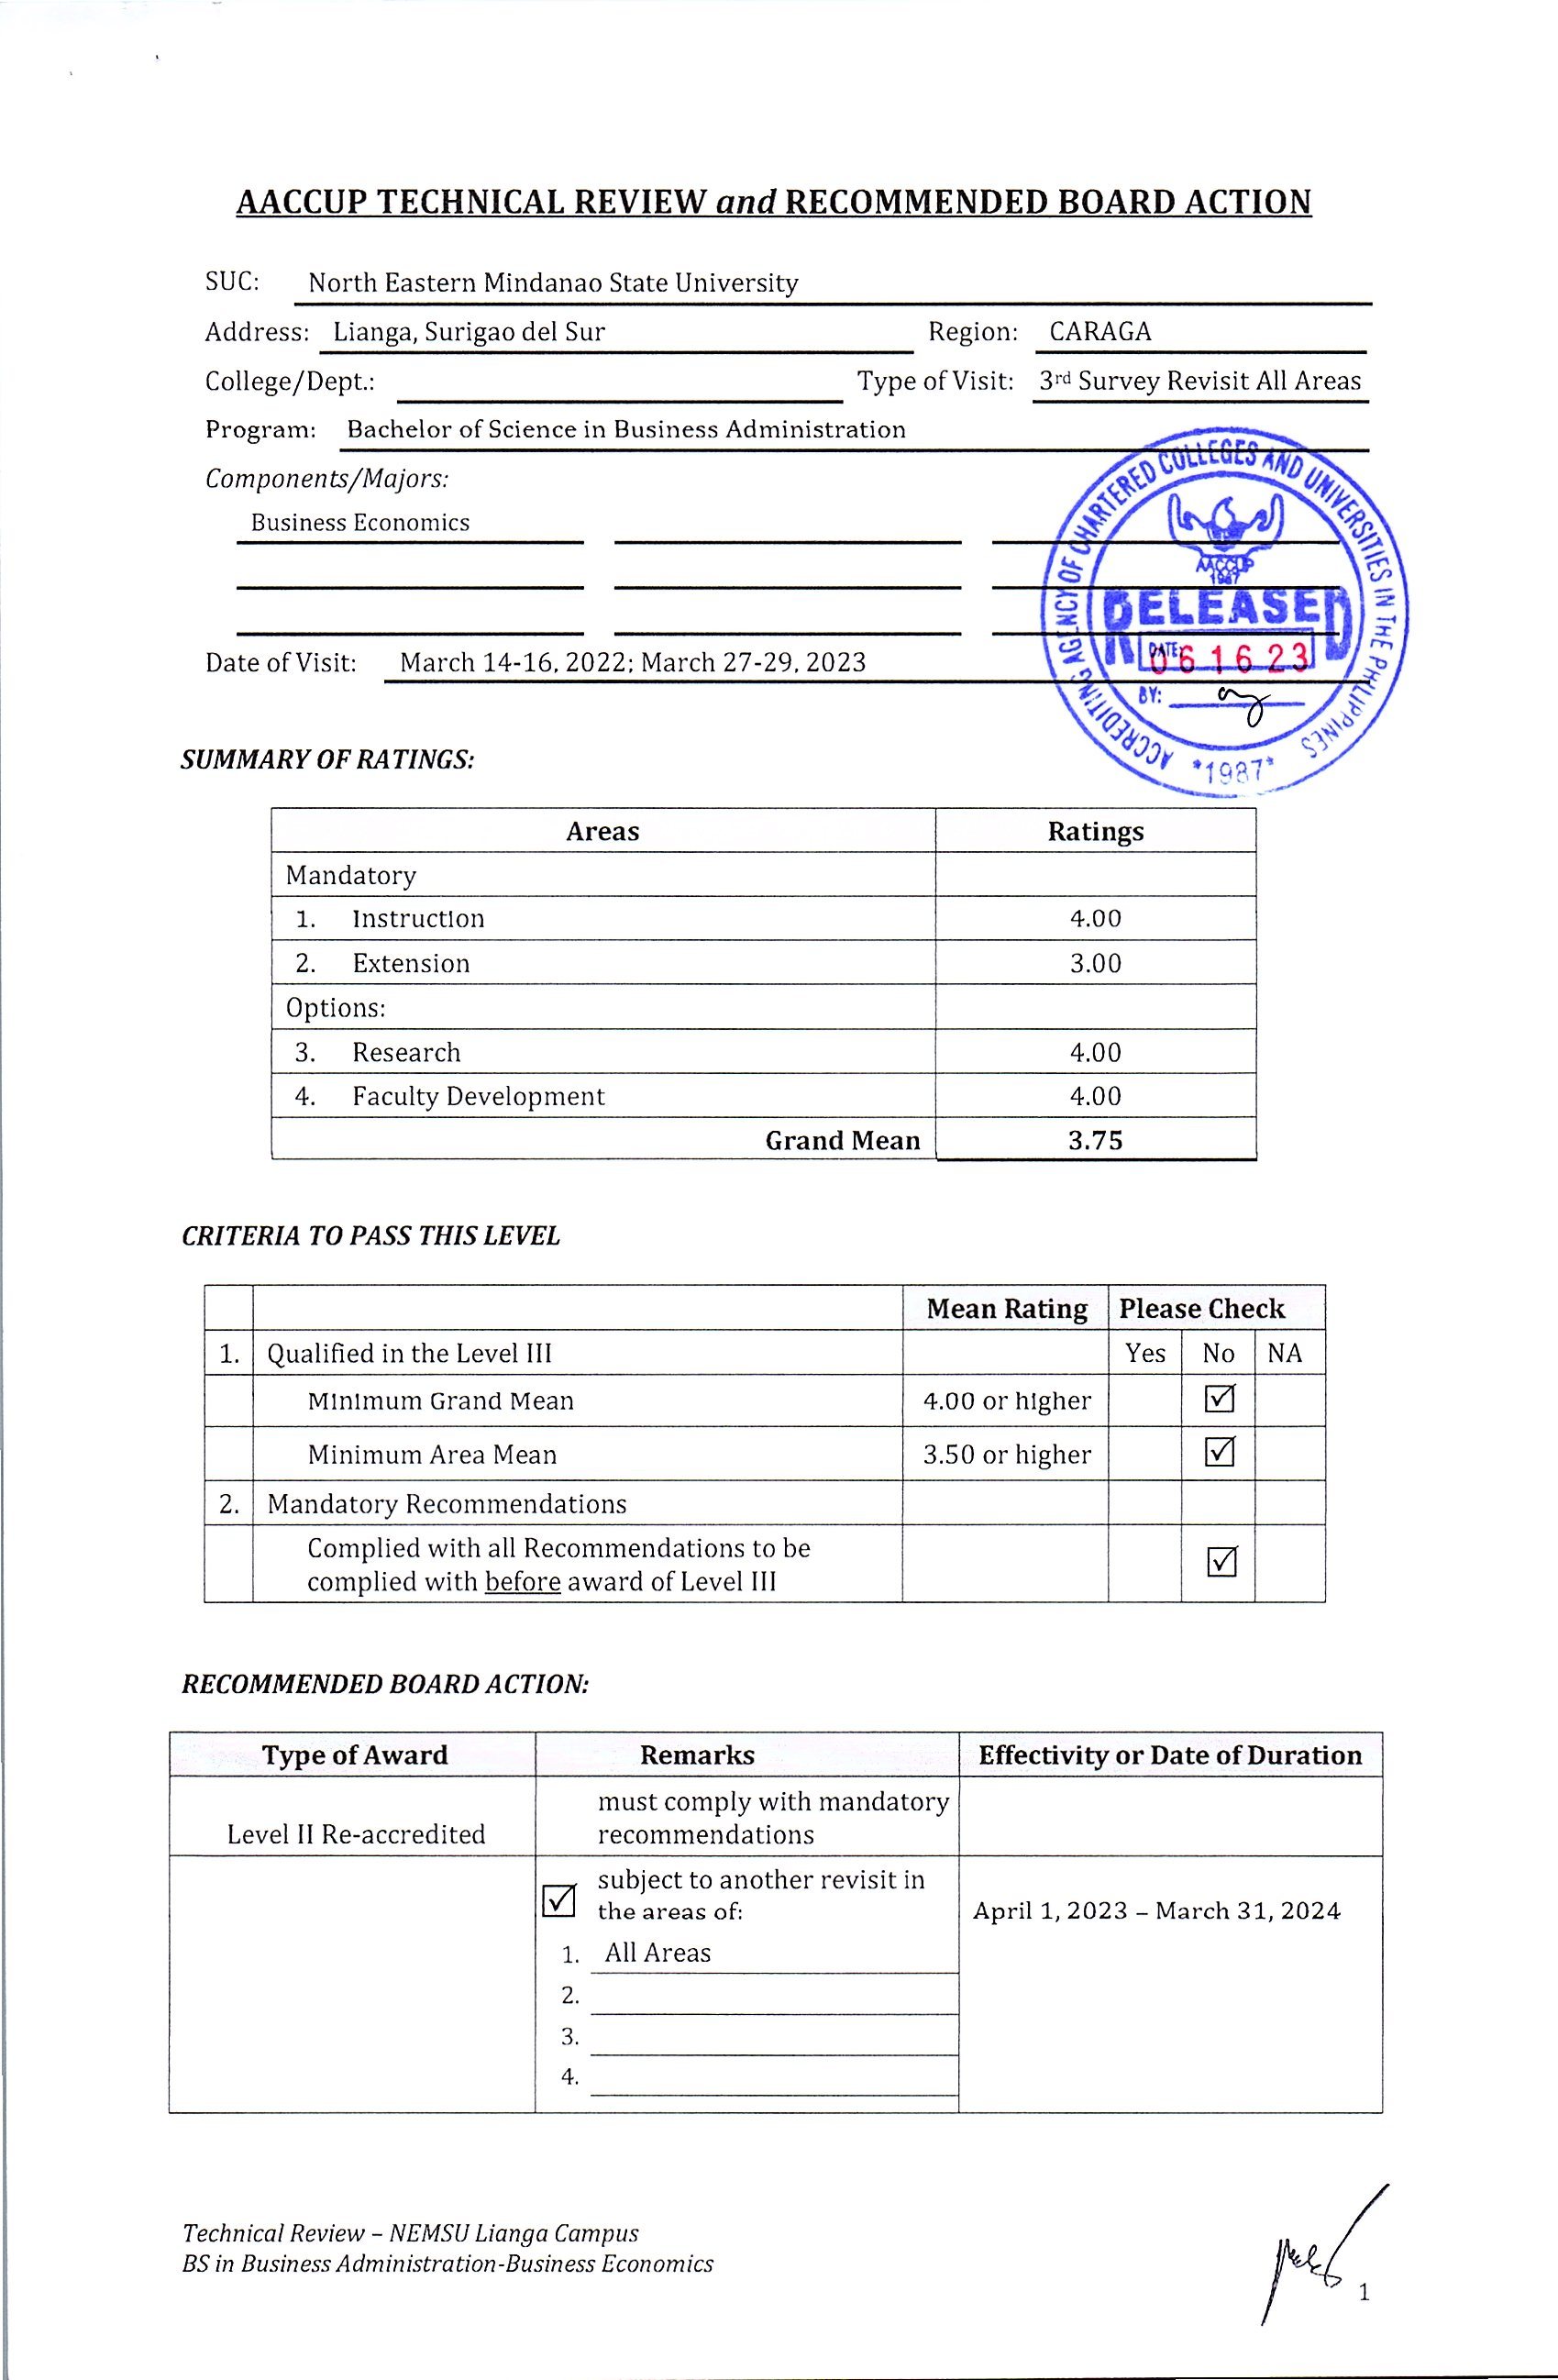 AACCUP TECHNICAL REVIEW and RECOMMENDED BOARD ACTION
SUC: North Eastern Mindanao State University
Address: Lianga, Surigao del Sur Region: CARAGA
College/Dept.: Type of Visit: 3rd Survey Revisit All Areas
Program: Bachelor of Science in Business Administration
Components/Majors:
Business Economics
Date of Visit: March 14-16, 2022; March 27-29, 2023
ACCREDITING AGENCY OF CHARTERED COLLEGES AND UNIVERSITIES IN THE PHILIPPINES
AACCUP
1987
RELEASED
DATE: 06 16 23
BY:
*1987*
SUMMARY OF RATINGS:
Areas Ratings
Mandatory
1. Instruction 4.00
2. Extension 3.00
Options:
3. Research 4.00
4. Faculty Development 4.00
Grand Mean 3.75
CRITERIA TO PASS THIS LEVEL
Mean Rating Please Check
1. Qualified in the Level III Yes No NA
Minimum Grand Mean 4.00 or higher ☑
Minimum Area Mean 3.50 or higher ☑
2. Mandatory Recommendations
Complied with all Recommendations to be ☑
complied with before award of Level III
RECOMMENDED BOARD ACTION:
Type of Award Remarks Effectivity or Date of Duration
Level II Re-accredited must comply with mandatory
recommendations
☑ subject to another revisit in
the areas of: April 1, 2023 – March 31, 2024
1. All Areas
2.
3.
4.
Technical Review – NEMSU Lianga Campus
BS in Business Administration-Business Economics
1